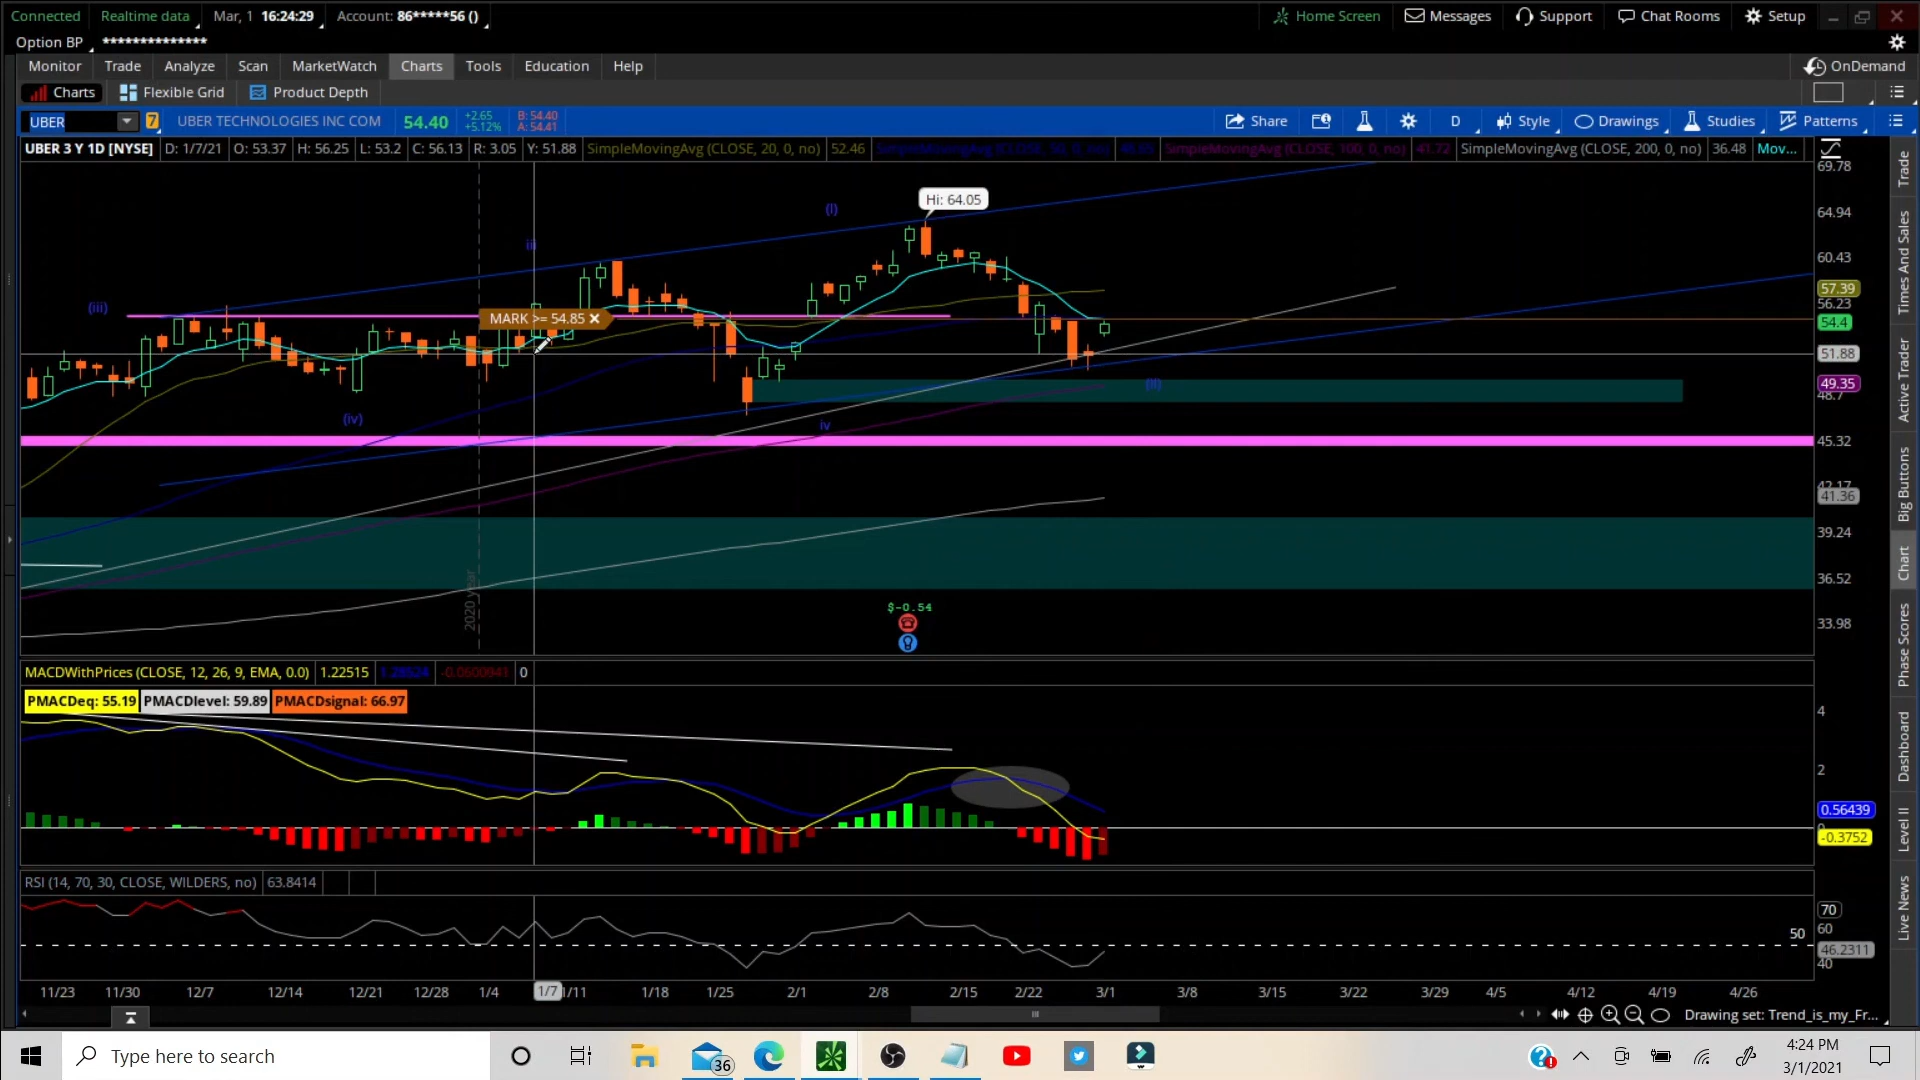 Connected Realtime data Mar, 1 16:24:29 Account: 86*****56 () Home Screen Messages Support Chat Rooms Setup
Option BP **************
Monitor Trade Analyze Scan MarketWatch Charts Tools Education Help OnDemand
Charts Flexible Grid Product Depth
UBER 7 UBER TECHNOLOGIES INC COM 54.40 +2.65 B: 54.40 Share D Style Drawings Studies Patterns
+5.12% A: 54.41
UBER 3 Y 1D [NYSE] D: 1/7/21 O: 53.37 H: 56.25 L: 53.2 C: 56.13 R: 3.05 Y: 51.88 SimpleMovingAvg (CLOSE, 20, 0, no) 52.46 SimpleMovingAvg (CLOSE, 50, 0, no) SimpleMovingAvg (CLOSE, 100, 0, no) 41.72 SimpleMovingAvg (CLOSE, 200, 0, no) 36.48 Mov...
69.78
Hi: 64.05
(i)
64.94
iii
60.43
57.39
(iii)
56.23
MARK >= 54.85
54.4
51.88
49.35
(ii)
48.7
(iv)
iv
45.32
42.17
41.36
39.24
36.52
2020 year
$-0.54
33.98
MACDWithPrices (CLOSE, 12, 26, 9, EMA, 0.0) 1.22515 1.28524 -0.0600941 0
PMACDeq: 55.19 PMACDlevel: 59.89 PMACDsignal: 66.97
4
2
0.56439
0
-0.3752
RSI (14, 70, 30, CLOSE, WILDERS, no) 63.8414
70
60
50
46.2311
40
11/23 11/30 12/7 12/14 12/21 12/28 1/4 1/7 1/11 1/18 1/25 2/1 2/8 2/15 2/22 3/1 3/8 3/15 3/22 3/29 4/5 4/12 4/19 4/26
Drawing set: Trend_is_my_Fr...
Trade
Times And Sales
Active Trader
Big Buttons
Chart
Phase Scores
Dashboard
Level II
Live News
Type here to search
36
4:24 PM
3/1/2021